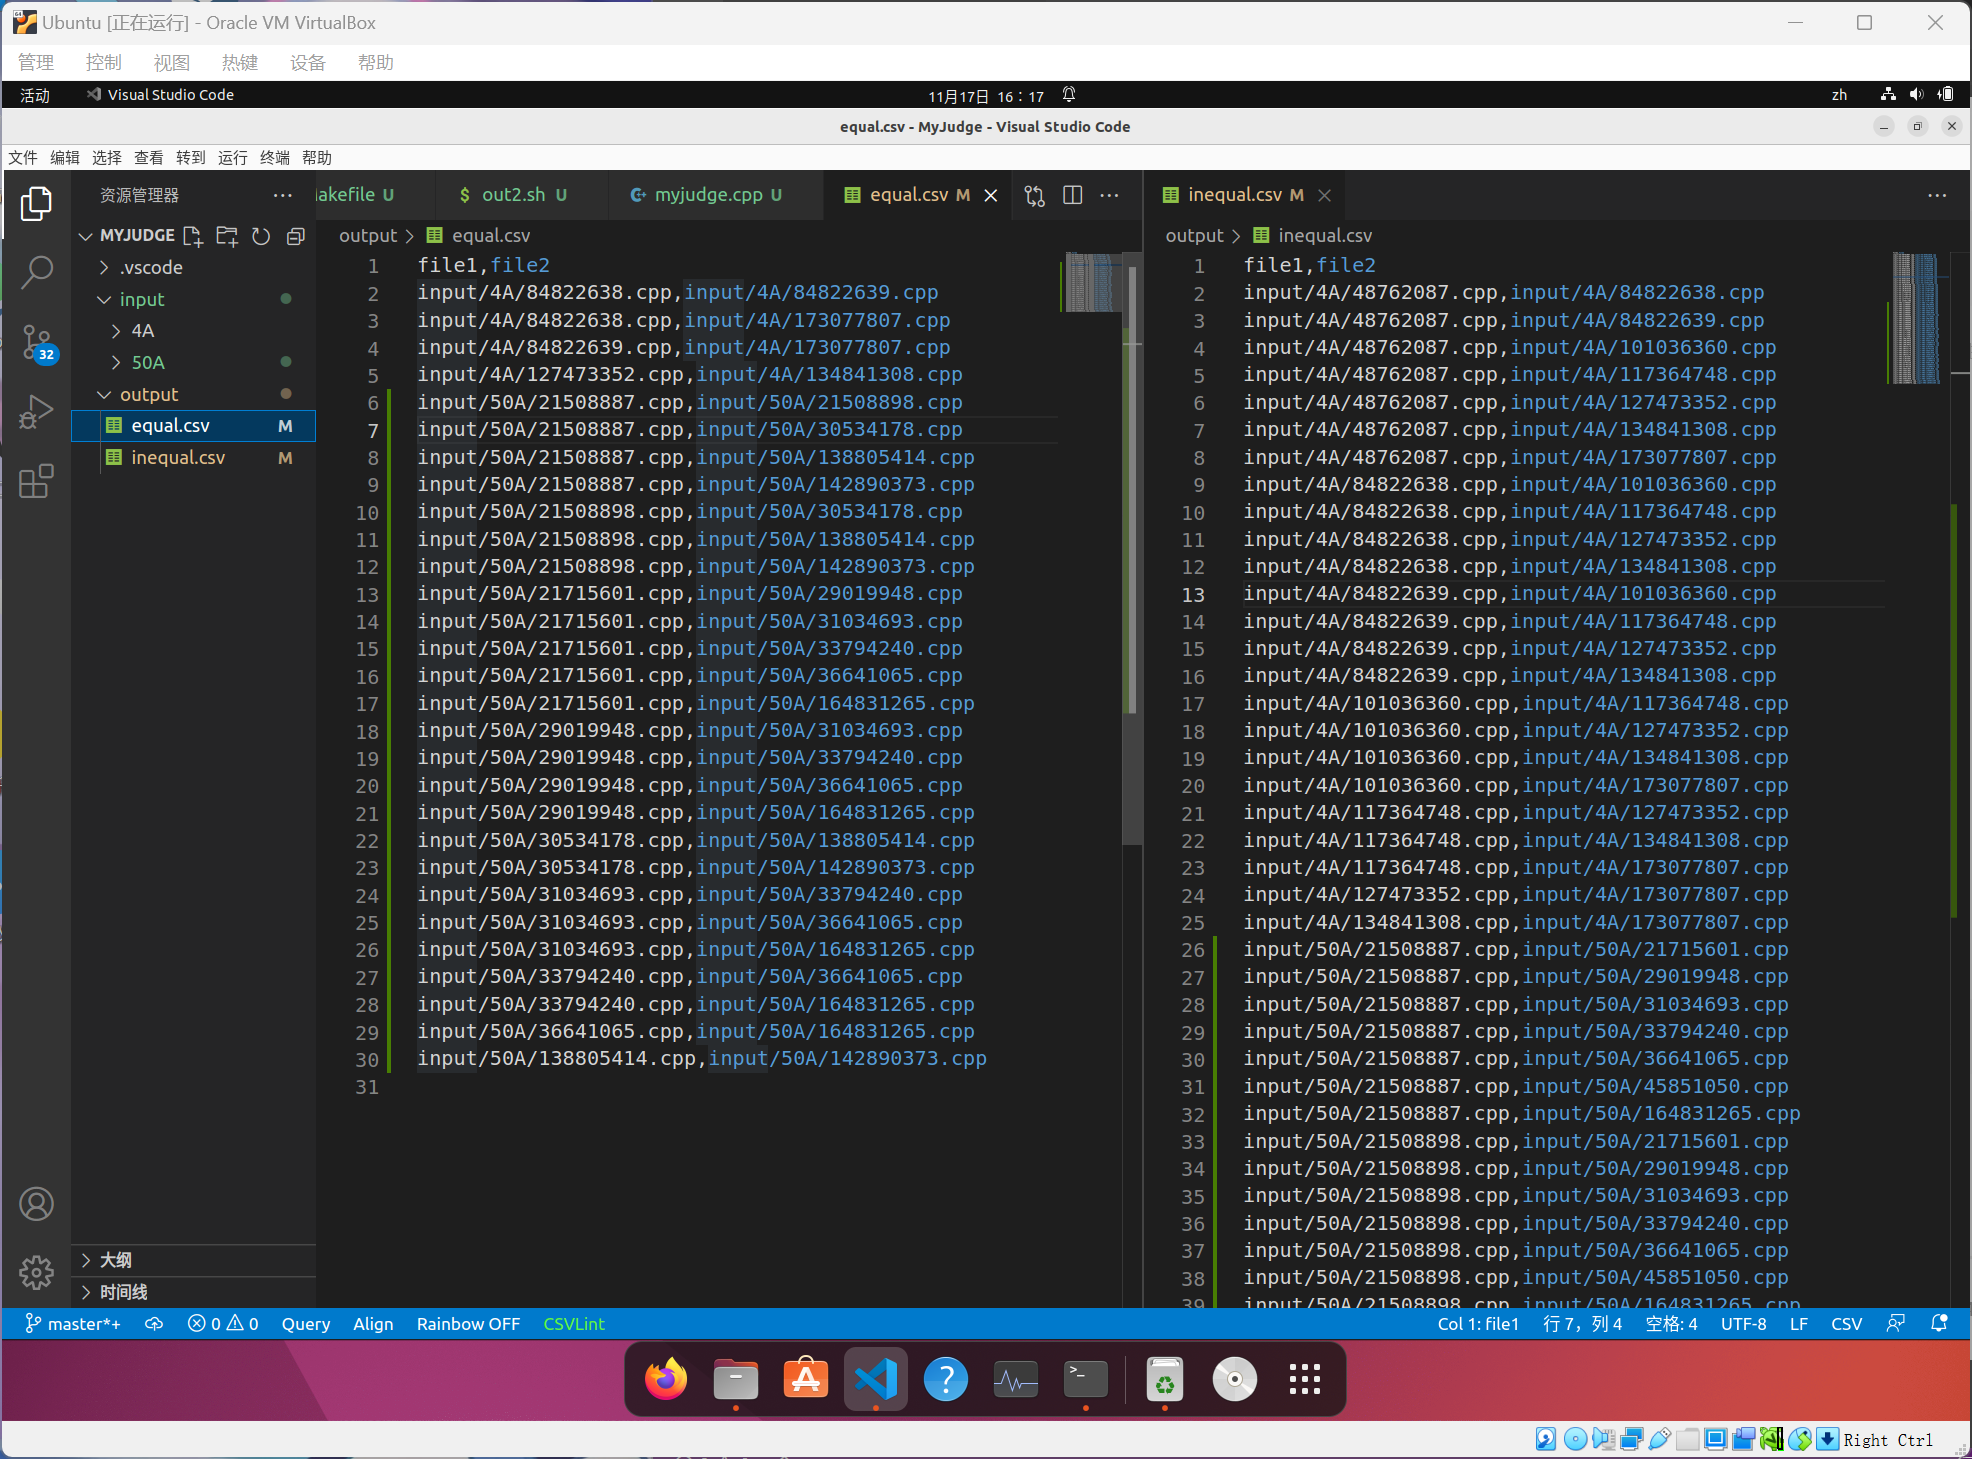 Ubuntu [正在运行] - Oracle VM VirtualBox
管理 控制 视图 热键 设备 帮助
活动 Visual Studio Code 11月17日 16：17 zh
equal.csv - MyJudge - Visual Studio Code
文件 编辑 选择 查看 转到 运行 终端 帮助
资源管理器 ··· akefile U $ out2.sh U myjudge.cpp U equal.csv M ··· inequal.csv M ···
MYJUDGE
.vscode
input
4A
50A
output
equal.csv M
inequal.csv M
大纲
时间线
32
output > equal.csv
1 file1,file2
2 input/4A/84822638.cpp,input/4A/84822639.cpp
3 input/4A/84822638.cpp,input/4A/173077807.cpp
4 input/4A/84822639.cpp,input/4A/173077807.cpp
5 input/4A/127473352.cpp,input/4A/134841308.cpp
6 input/50A/21508887.cpp,input/50A/21508898.cpp
7 input/50A/21508887.cpp,input/50A/30534178.cpp
8 input/50A/21508887.cpp,input/50A/138805414.cpp
9 input/50A/21508887.cpp,input/50A/142890373.cpp
10 input/50A/21508898.cpp,input/50A/30534178.cpp
11 input/50A/21508898.cpp,input/50A/138805414.cpp
12 input/50A/21508898.cpp,input/50A/142890373.cpp
13 input/50A/21715601.cpp,input/50A/29019948.cpp
14 input/50A/21715601.cpp,input/50A/31034693.cpp
15 input/50A/21715601.cpp,input/50A/33794240.cpp
16 input/50A/21715601.cpp,input/50A/36641065.cpp
17 input/50A/21715601.cpp,input/50A/164831265.cpp
18 input/50A/29019948.cpp,input/50A/31034693.cpp
19 input/50A/29019948.cpp,input/50A/33794240.cpp
20 input/50A/29019948.cpp,input/50A/36641065.cpp
21 input/50A/29019948.cpp,input/50A/164831265.cpp
22 input/50A/30534178.cpp,input/50A/138805414.cpp
23 input/50A/30534178.cpp,input/50A/142890373.cpp
24 input/50A/31034693.cpp,input/50A/33794240.cpp
25 input/50A/31034693.cpp,input/50A/36641065.cpp
26 input/50A/31034693.cpp,input/50A/164831265.cpp
27 input/50A/33794240.cpp,input/50A/36641065.cpp
28 input/50A/33794240.cpp,input/50A/164831265.cpp
29 input/50A/36641065.cpp,input/50A/164831265.cpp
30 input/50A/138805414.cpp,input/50A/142890373.cpp
31
output > inequal.csv
1 file1,file2
2 input/4A/48762087.cpp,input/4A/84822638.cpp
3 input/4A/48762087.cpp,input/4A/84822639.cpp
4 input/4A/48762087.cpp,input/4A/101036360.cpp
5 input/4A/48762087.cpp,input/4A/117364748.cpp
6 input/4A/48762087.cpp,input/4A/127473352.cpp
7 input/4A/48762087.cpp,input/4A/134841308.cpp
8 input/4A/48762087.cpp,input/4A/173077807.cpp
9 input/4A/84822638.cpp,input/4A/101036360.cpp
10 input/4A/84822638.cpp,input/4A/117364748.cpp
11 input/4A/84822638.cpp,input/4A/127473352.cpp
12 input/4A/84822638.cpp,input/4A/134841308.cpp
13 input/4A/84822639.cpp,input/4A/101036360.cpp
14 input/4A/84822639.cpp,input/4A/117364748.cpp
15 input/4A/84822639.cpp,input/4A/127473352.cpp
16 input/4A/84822639.cpp,input/4A/134841308.cpp
17 input/4A/101036360.cpp,input/4A/117364748.cpp
18 input/4A/101036360.cpp,input/4A/127473352.cpp
19 input/4A/101036360.cpp,input/4A/134841308.cpp
20 input/4A/101036360.cpp,input/4A/173077807.cpp
21 input/4A/117364748.cpp,input/4A/127473352.cpp
22 input/4A/117364748.cpp,input/4A/134841308.cpp
23 input/4A/117364748.cpp,input/4A/173077807.cpp
24 input/4A/127473352.cpp,input/4A/173077807.cpp
25 input/4A/134841308.cpp,input/4A/173077807.cpp
26 input/50A/21508887.cpp,input/50A/21715601.cpp
27 input/50A/21508887.cpp,input/50A/29019948.cpp
28 input/50A/21508887.cpp,input/50A/31034693.cpp
29 input/50A/21508887.cpp,input/50A/33794240.cpp
30 input/50A/21508887.cpp,input/50A/36641065.cpp
31 input/50A/21508887.cpp,input/50A/45851050.cpp
32 input/50A/21508887.cpp,input/50A/164831265.cpp
33 input/50A/21508898.cpp,input/50A/21715601.cpp
34 input/50A/21508898.cpp,input/50A/29019948.cpp
35 input/50A/21508898.cpp,input/50A/31034693.cpp
36 input/50A/21508898.cpp,input/50A/33794240.cpp
37 input/50A/21508898.cpp,input/50A/36641065.cpp
38 input/50A/21508898.cpp,input/50A/45851050.cpp
39 input/50A/21508898.cpp,input/50A/164831265.cpp
master*+ 0 0 Query Align Rainbow OFF CSVLint Col 1: file1 行 7，列 4 空格: 4 UTF-8 LF CSV
Right Ctrl